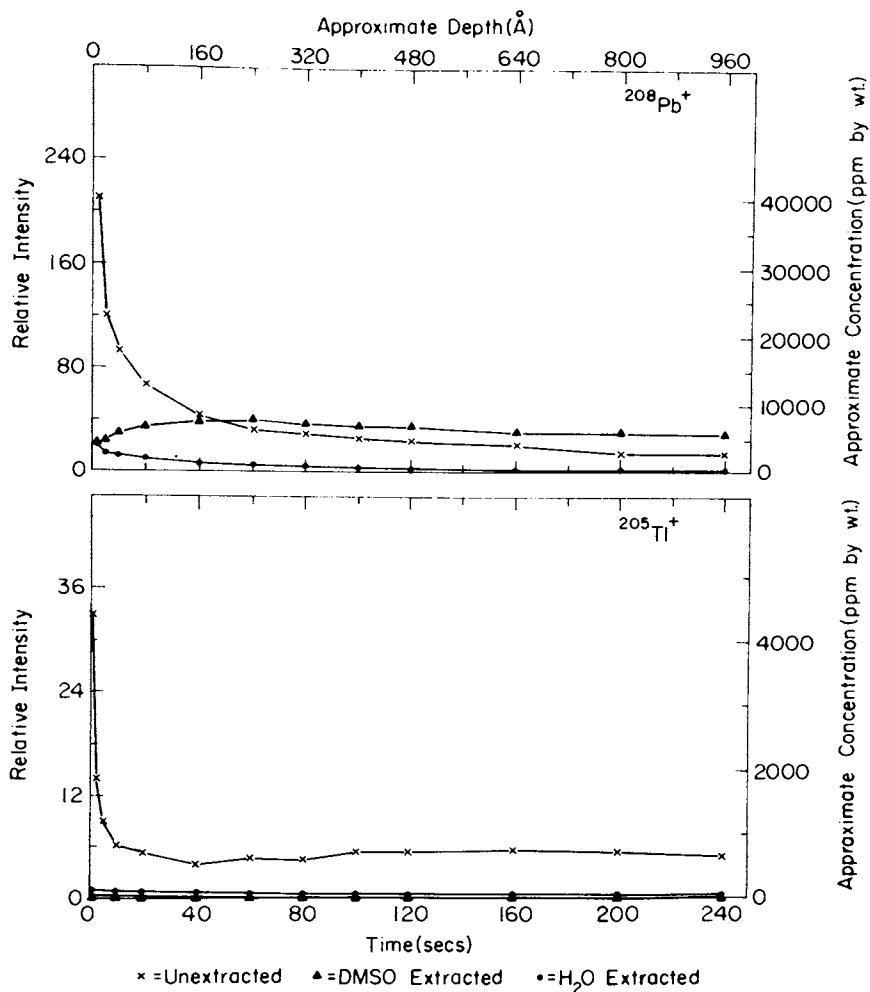 Approximate Depth(Å)
0 160 320 480 640 800 960
²⁰⁸Pb⁺
Relative Intensity
240
160
80
0
Approximate Concentration(ppm by wt.)
40000
30000
20000
10000
0
²⁰⁵Tl⁺
Relative Intensity
36
24
12
0
Approximate Concentration(ppm by wt.)
4000
2000
0
0 40 80 120 160 200 240
Time(secs)
× =Unextracted ▲ =DMSO Extracted • =H₂O Extracted